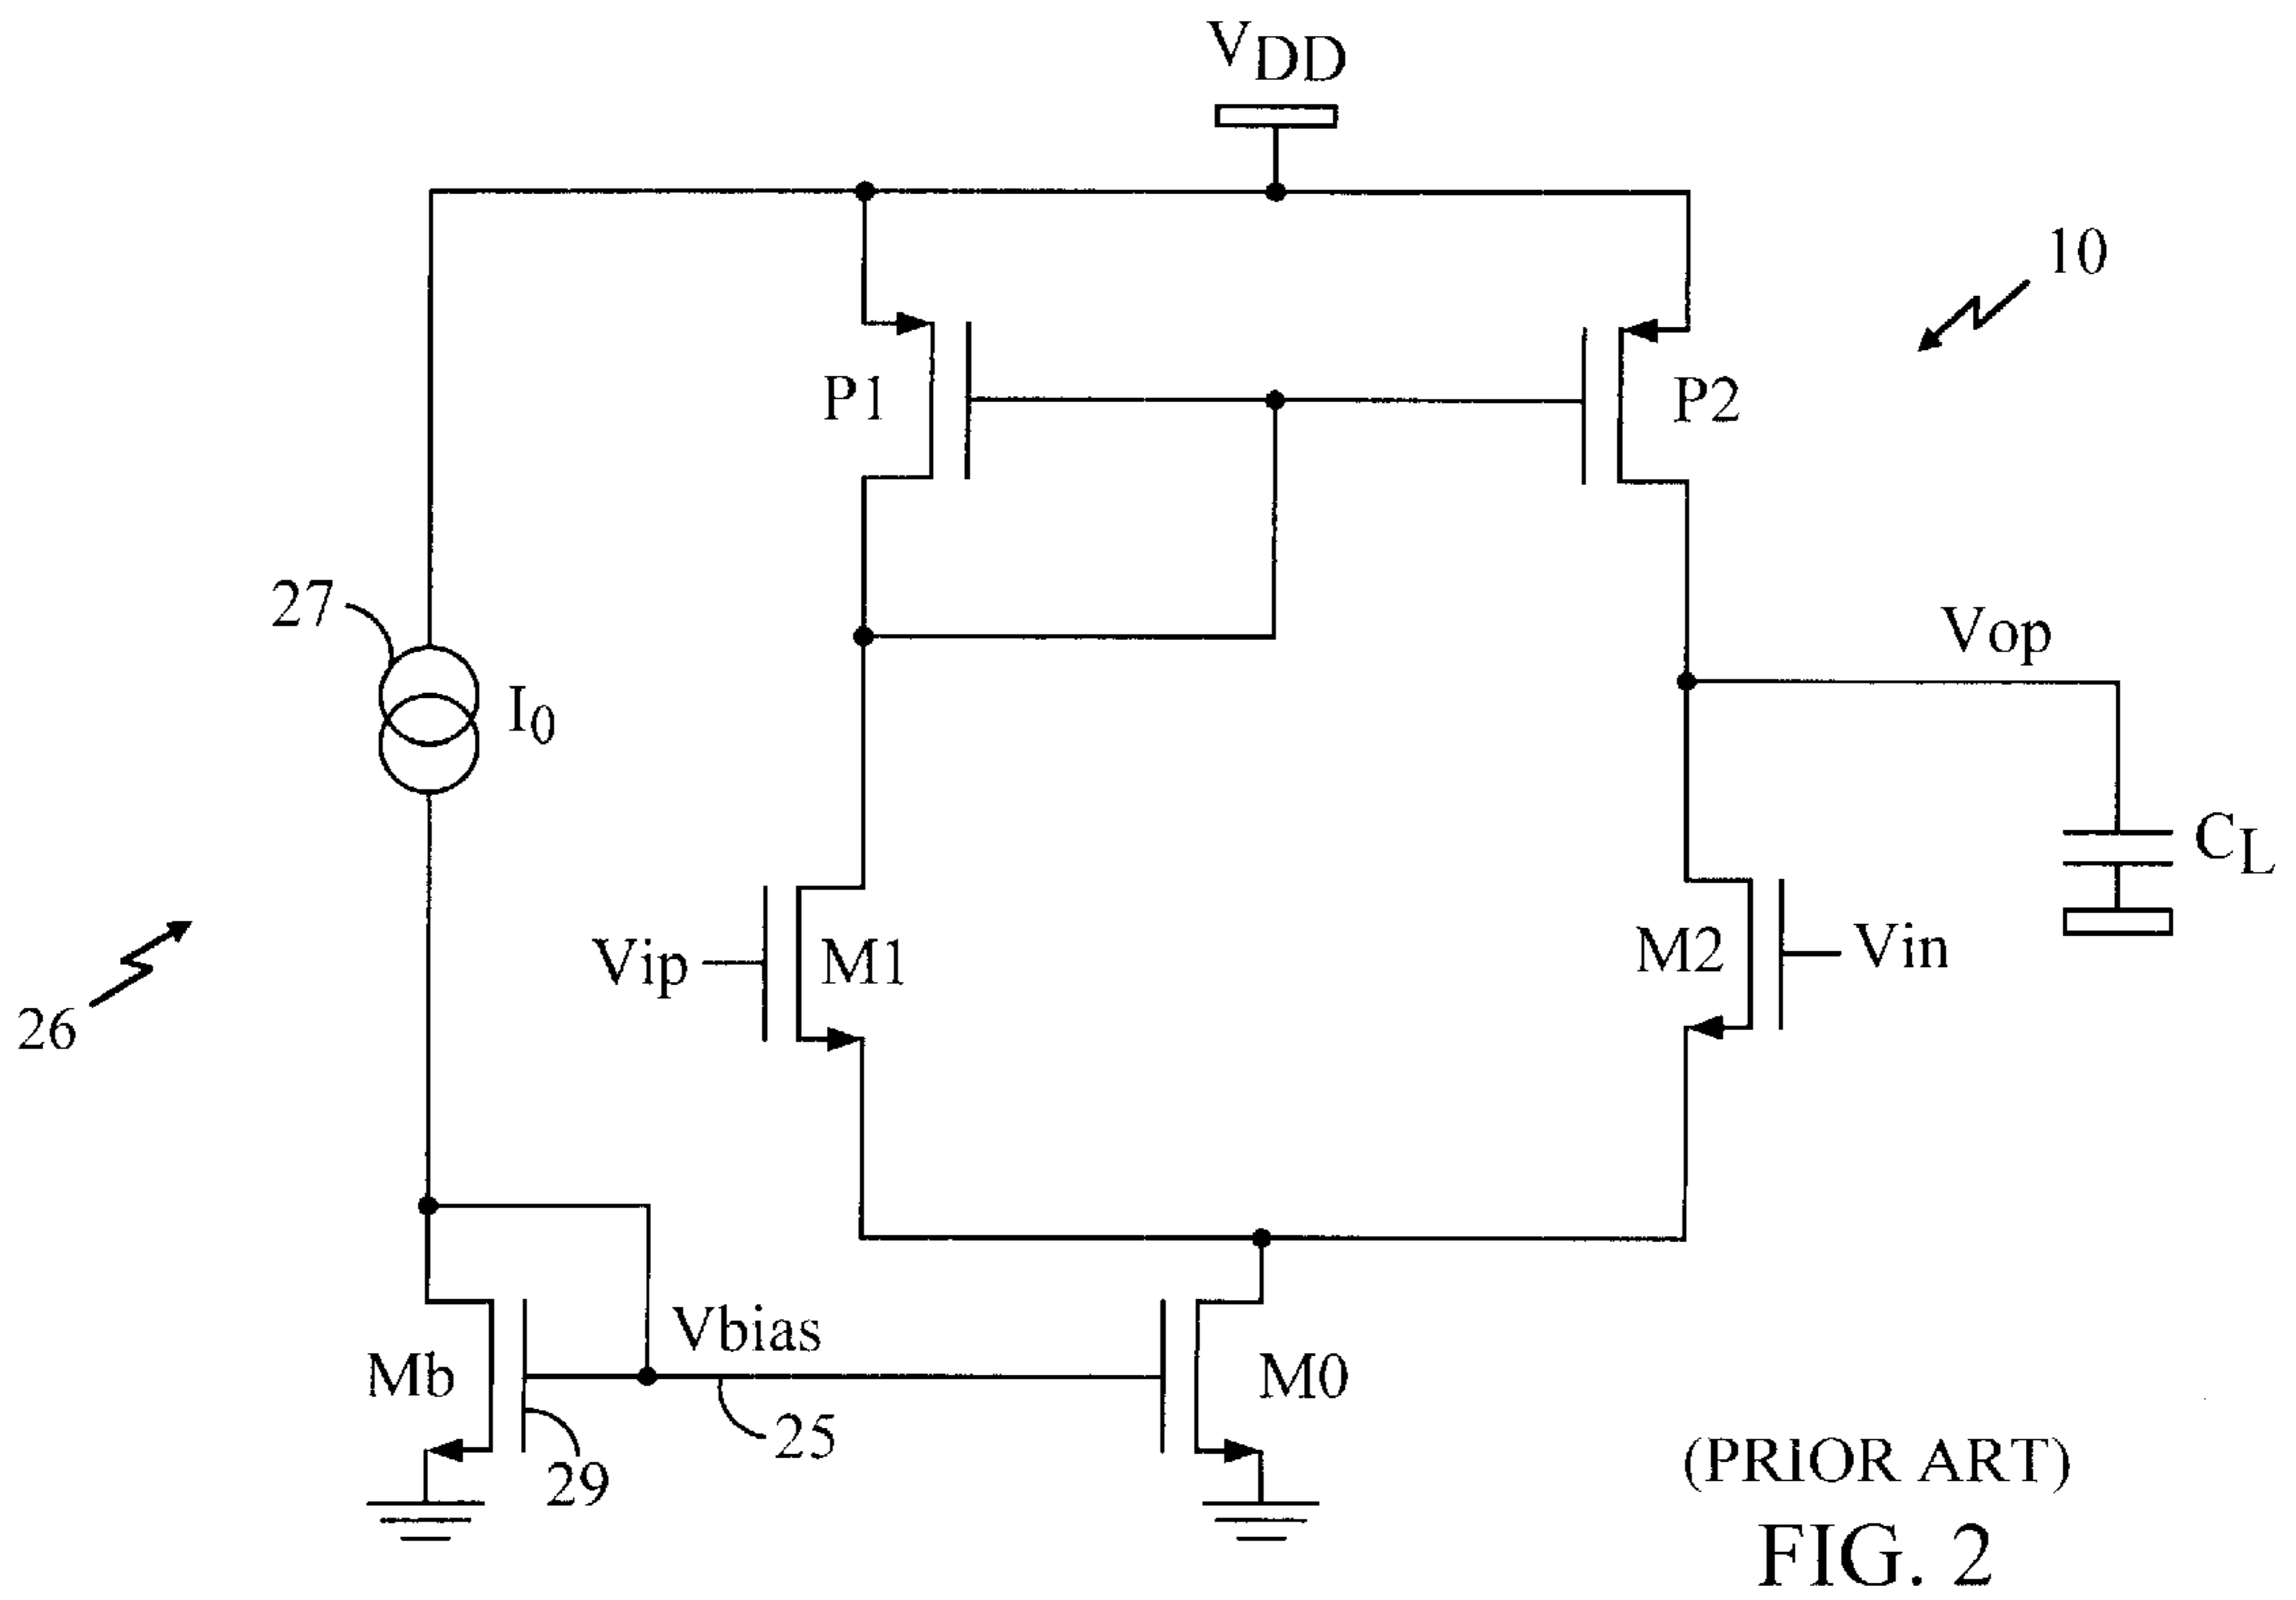 VDD
10
P1
P2
27
I0
Vop
CL
Vip
M1
M2
Vin
26
Mb
Vbias
M0
25
29
(PRIOR ART)
FIG. 2